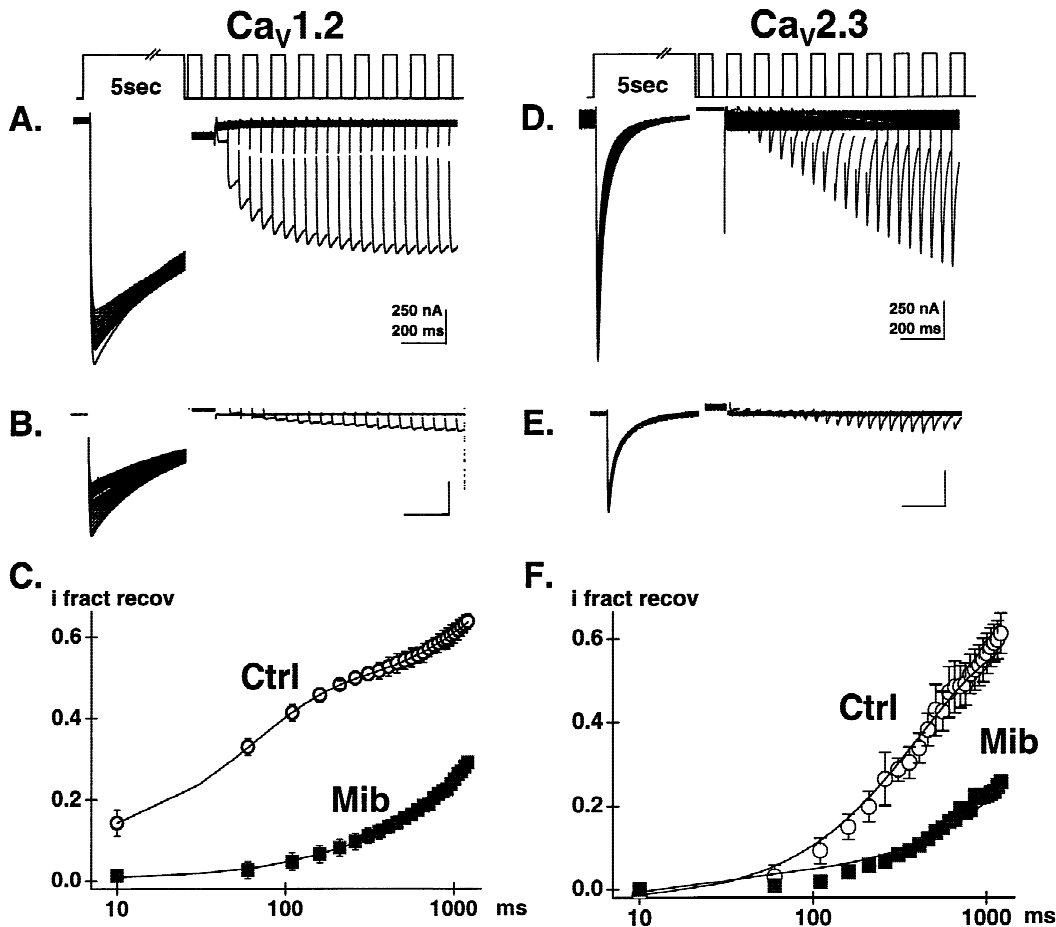 CaV1.2
CaV2.3
5sec
5sec
A.
250 nA
200 ms
D.
250 nA
200 ms
B.
E.
C.
i fract recov
0.6
0.4
0.2
0.0
Ctrl
Mib
10
100
1000
ms
F.
i fract recov
0.6
0.4
0.2
0.0
Ctrl
Mib
10
100
1000
ms